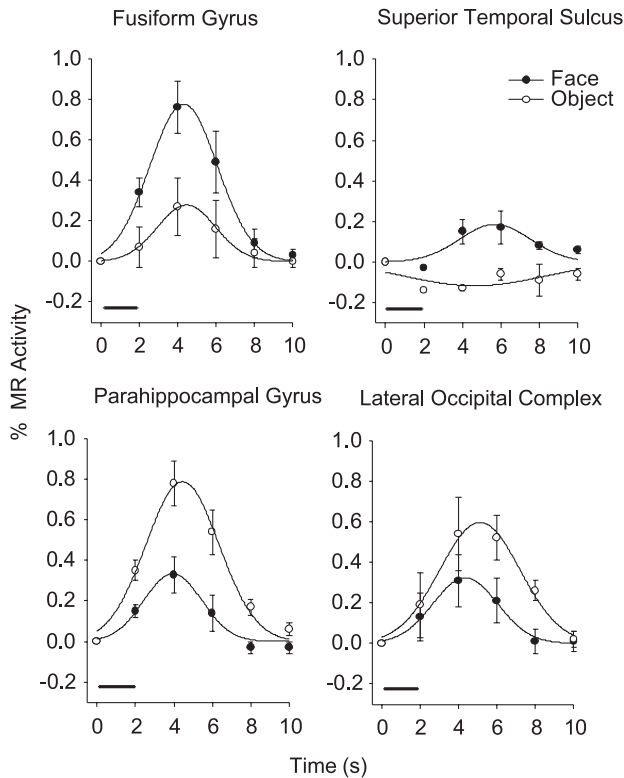 Fusiform Gyrus
Superior Temporal Sulcus
1.0
0.8
0.6
0.4
0.2
0.0
-0.2
0 2 4 6 8 10
1.0
0.8
0.6
0.4
0.2
0.0
-0.2
0 2 4 6 8 10
Face
Object
% MR Activity
Parahippocampal Gyrus
Lateral Occipital Complex
1.0
0.8
0.6
0.4
0.2
0.0
-0.2
0 2 4 6 8 10
1.0
0.8
0.6
0.4
0.2
0.0
-0.2
0 2 4 6 8 10
Time (s)